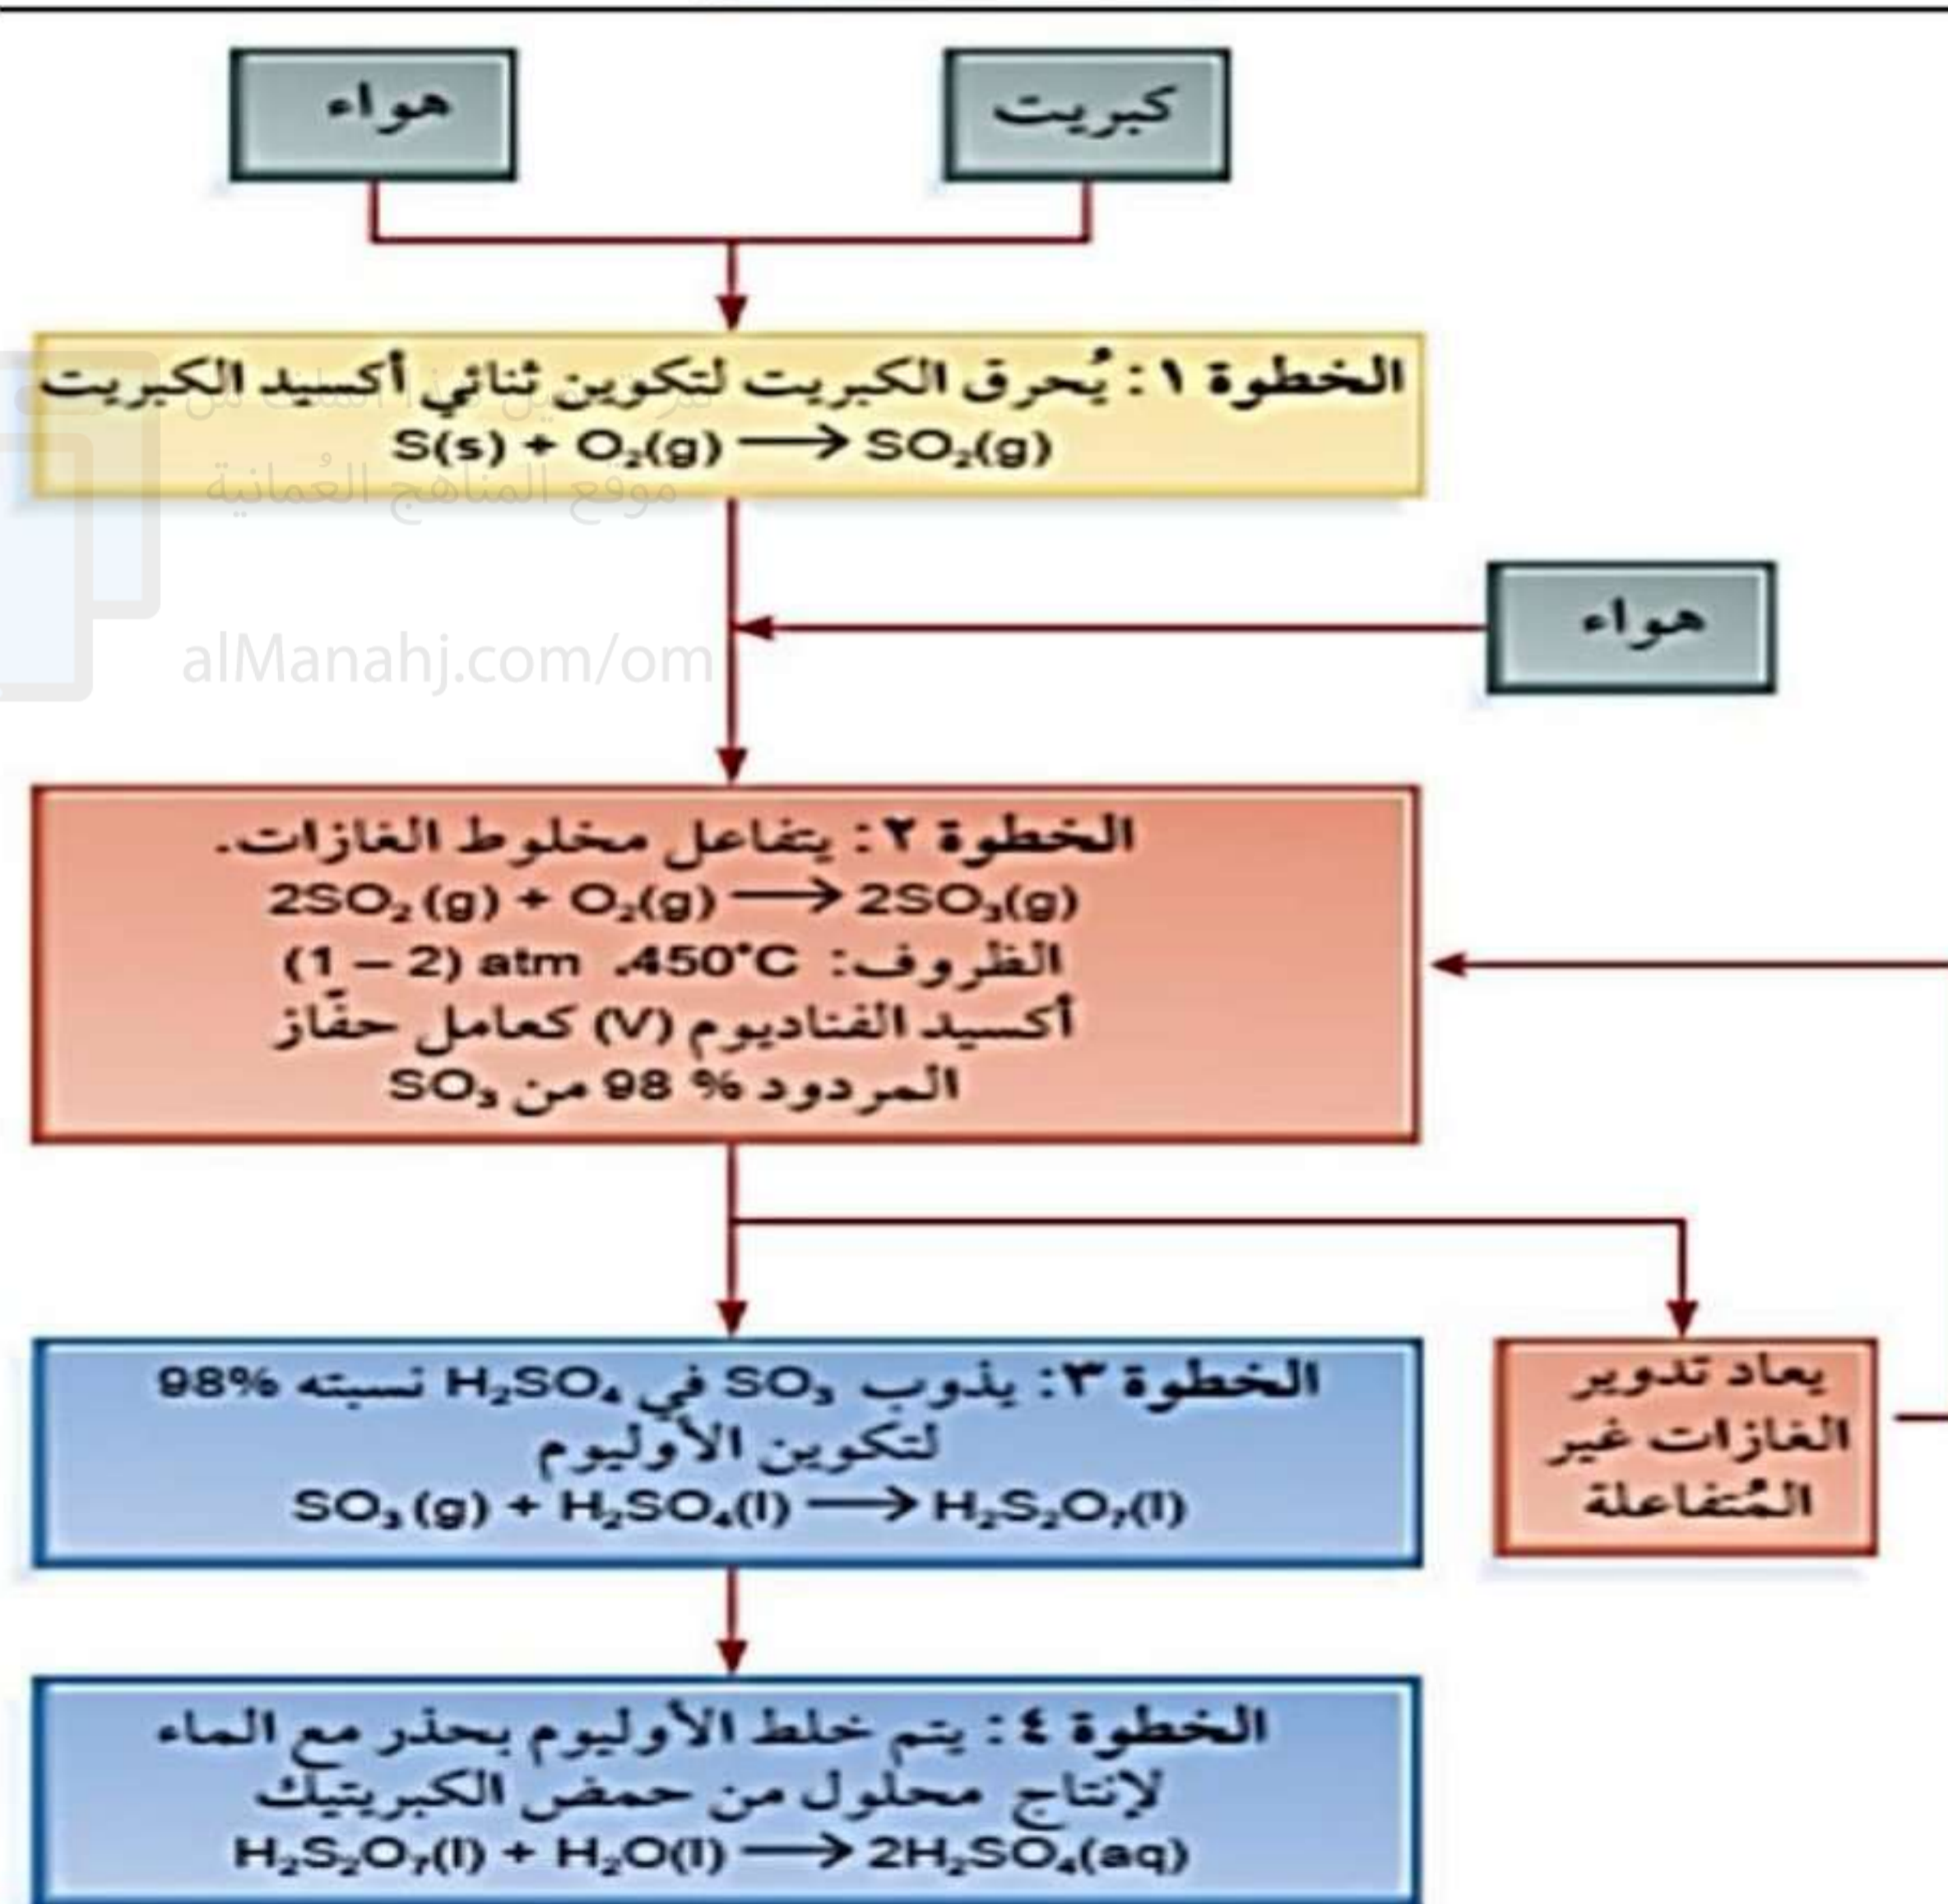 كبريت
هواء
الخطوة ١: يُحرق الكبريت لتكوين ثنائي أكسيد الكبريت
S(s) + O₂(g) ⟶ SO₂(g)
موقع المناهج العُمانية
هواء
alManahj.com/om
الخطوة ٢: يتفاعل مخلوط الغازات.
2SO₂ (g) + O₂(g) ⟶ 2SO₃(g)
الظروف: 450°C، (1 – 2) atm
أكسيد الفناديوم (V) كعامل حفّاز
المردود % 98 من SO₃
الخطوة ٣: يذوب SO₃ في H₂SO₄ نسبته 98%
لتكوين الأوليوم
SO₃ (g) + H₂SO₄(l) ⟶ H₂S₂O₇(l)
يعاد تدوير
الغازات غير
المُتفاعلة
الخطوة ٤: يتم خلط الأوليوم بحذر مع الماء
لإنتاج محلول من حمض الكبريتيك
H₂S₂O₇(l) + H₂O(l) ⟶ 2H₂SO₄(aq)